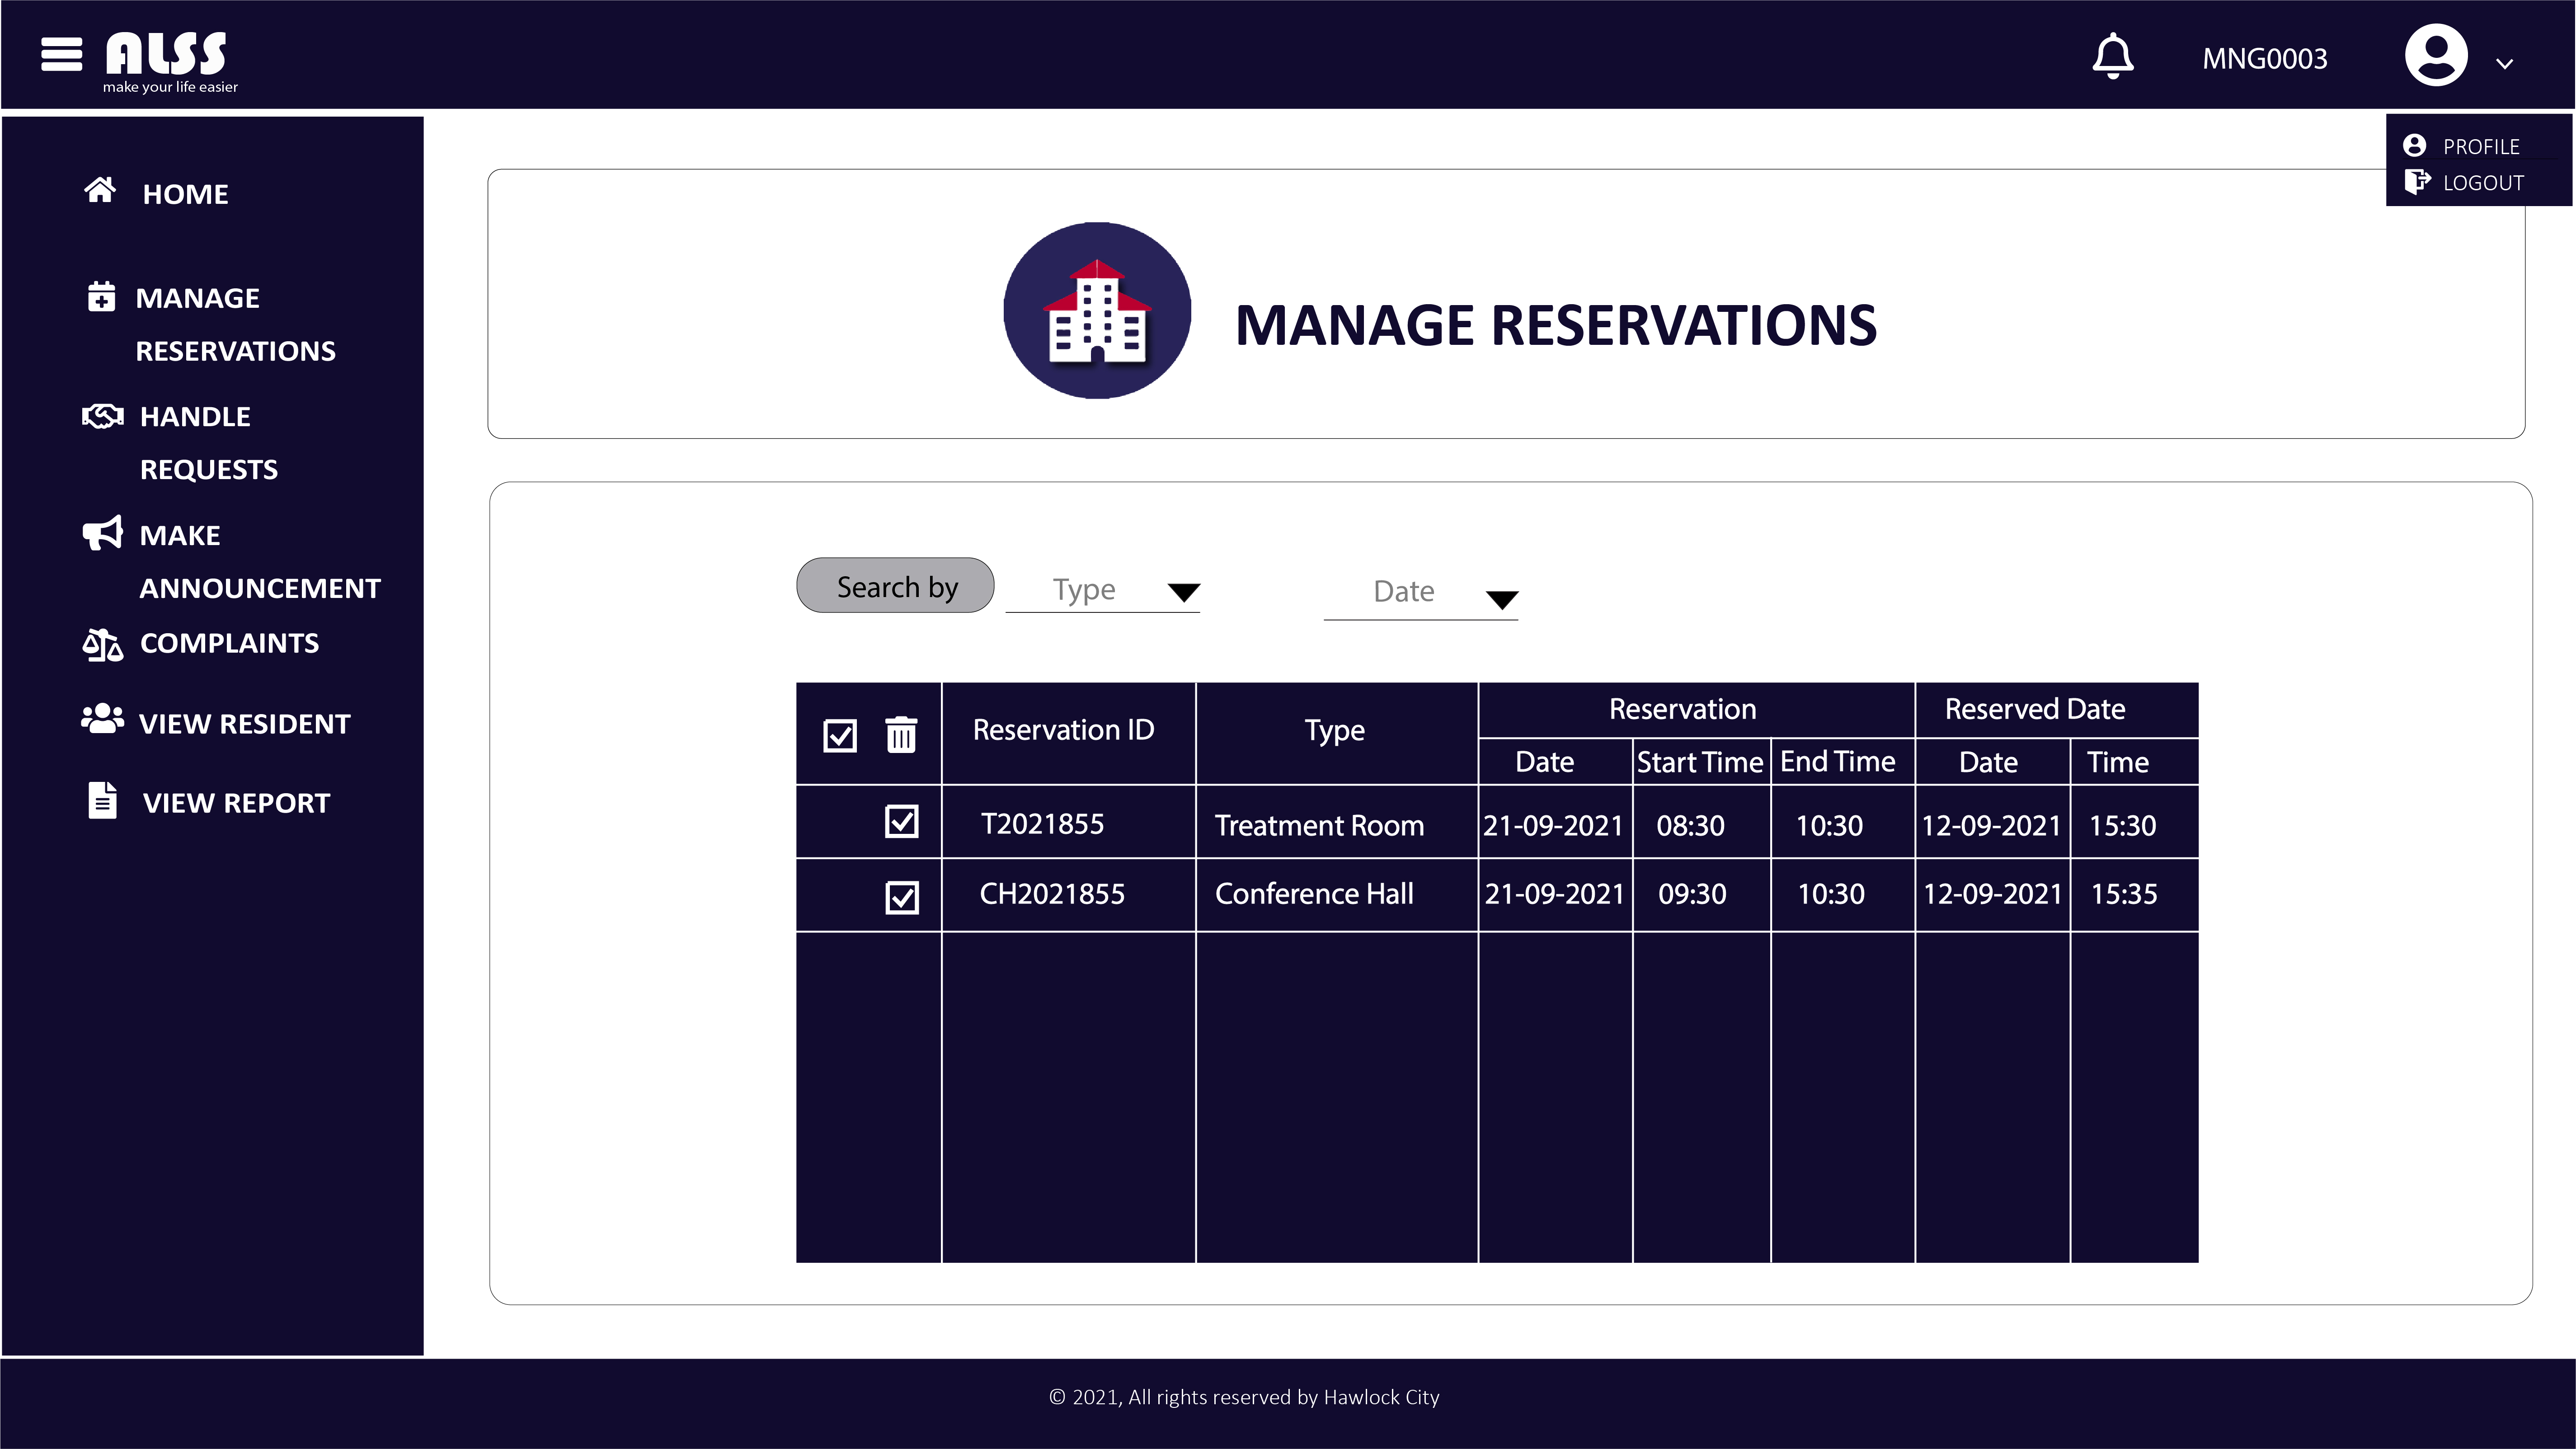 ALSS
make your life easier
MNG0003
PROFILE
LOGOUT
HOME
MANAGE
RESERVATIONS
HANDLE
REQUESTS
MAKE
ANNOUNCEMENT
COMPLAINTS
VIEW RESIDENT
VIEW REPORT
MANAGE RESERVATIONS
Search by Type Date
Reservation ID Type Reservation Reserved Date
Date Start Time End Time Date Time
T2021855 Treatment Room 21-09-2021 08:30 10:30 12-09-2021 15:30
CH2021855 Conference Hall 21-09-2021 09:30 10:30 12-09-2021 15:35
© 2021, All rights reserved by Hawlock City